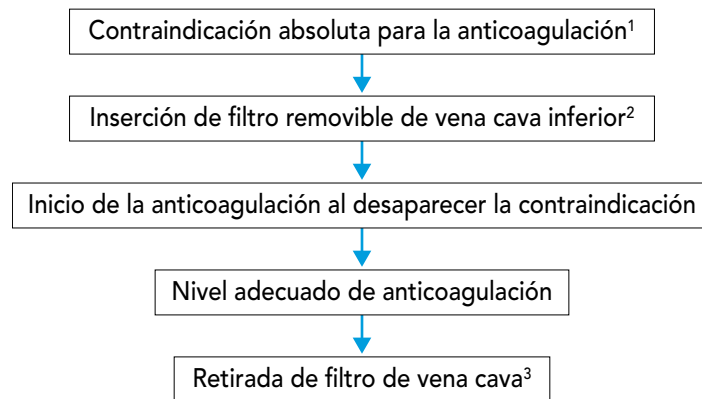 Contraindicación absoluta para la anticoagulación¹
Inserción de filtro removible de vena cava inferior²
Inicio de la anticoagulación al desaparecer la contraindicación
Nivel adecuado de anticoagulación
Retirada de filtro de vena cava³